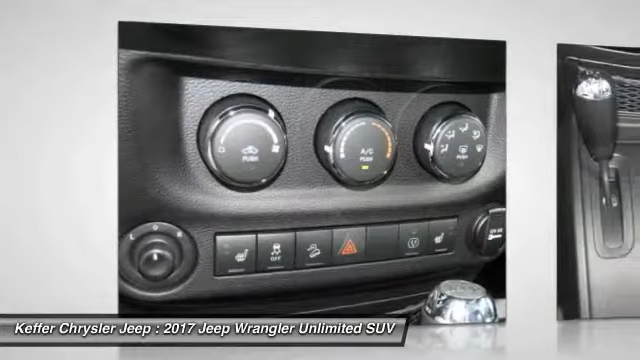 PUSH
A/C
PUSH
PUSH
L O R
OFF
Keffer Chrysler Jeep : 2017 Jeep Wrangler Unlimited SUV